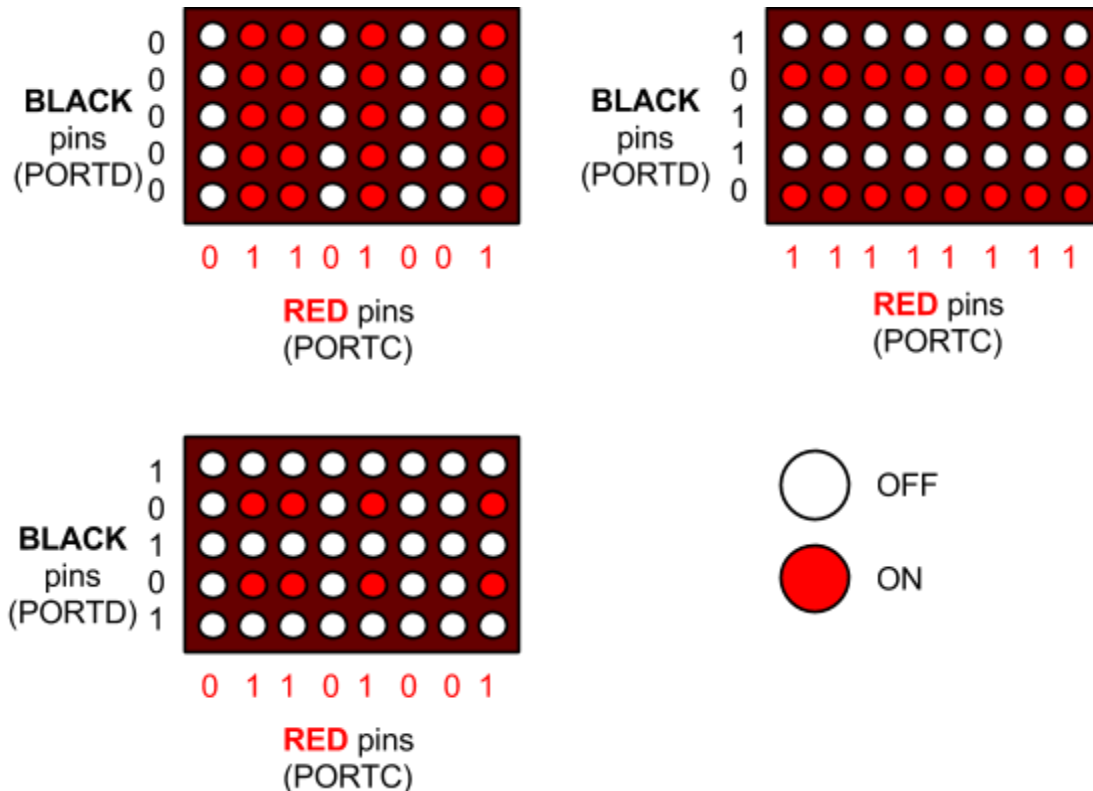 0
0
BLACK 0
pins 0
(PORTD) 0
0 1 1 0 1 0 0 1
RED pins
(PORTC)
1
0
BLACK 1
pins 1
(PORTD) 0
1 1 1 1 1 1 1 1
RED pins
(PORTC)
1
0
BLACK 1
pins 0
(PORTD) 1
0 1 1 0 1 0 0 1
RED pins
(PORTC)
OFF
ON